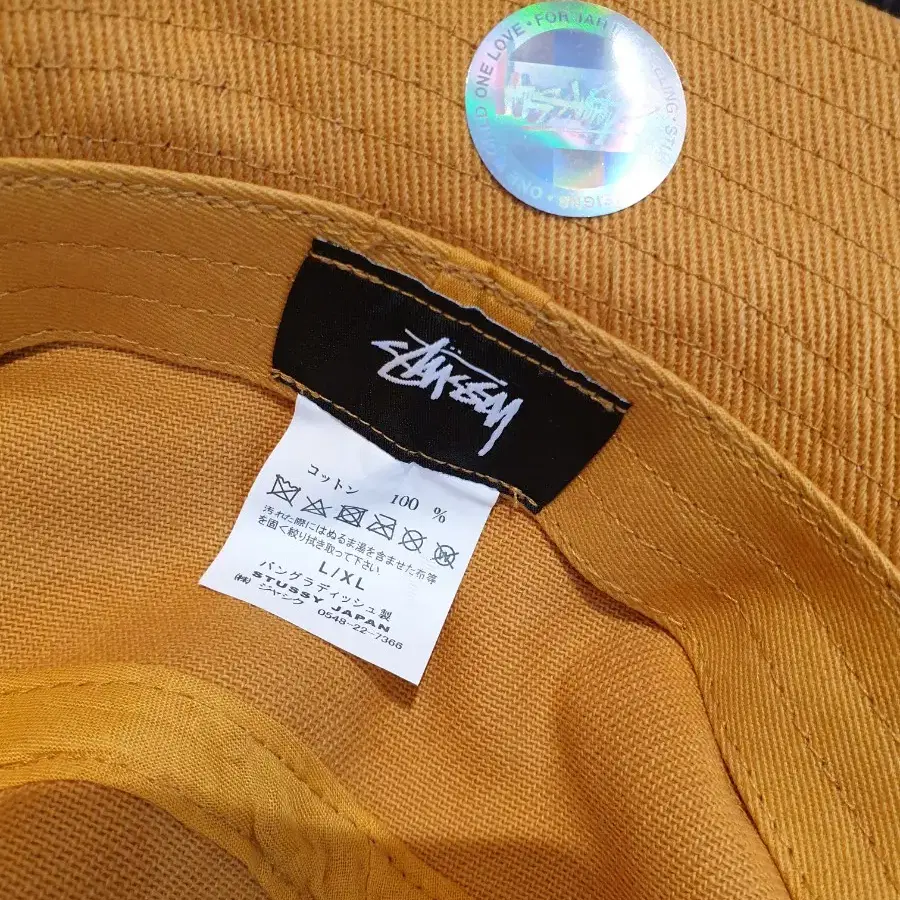 ONE LOVE • FOR
Stussy
コットン 100 %
汚れた際にはぬるま湯を含ませた布等
を固く絞り拭き取って下さい
L/XL
バングラディッシュ製
STUSSY JAPAN
㈱ ジャシク 0548-22-7366